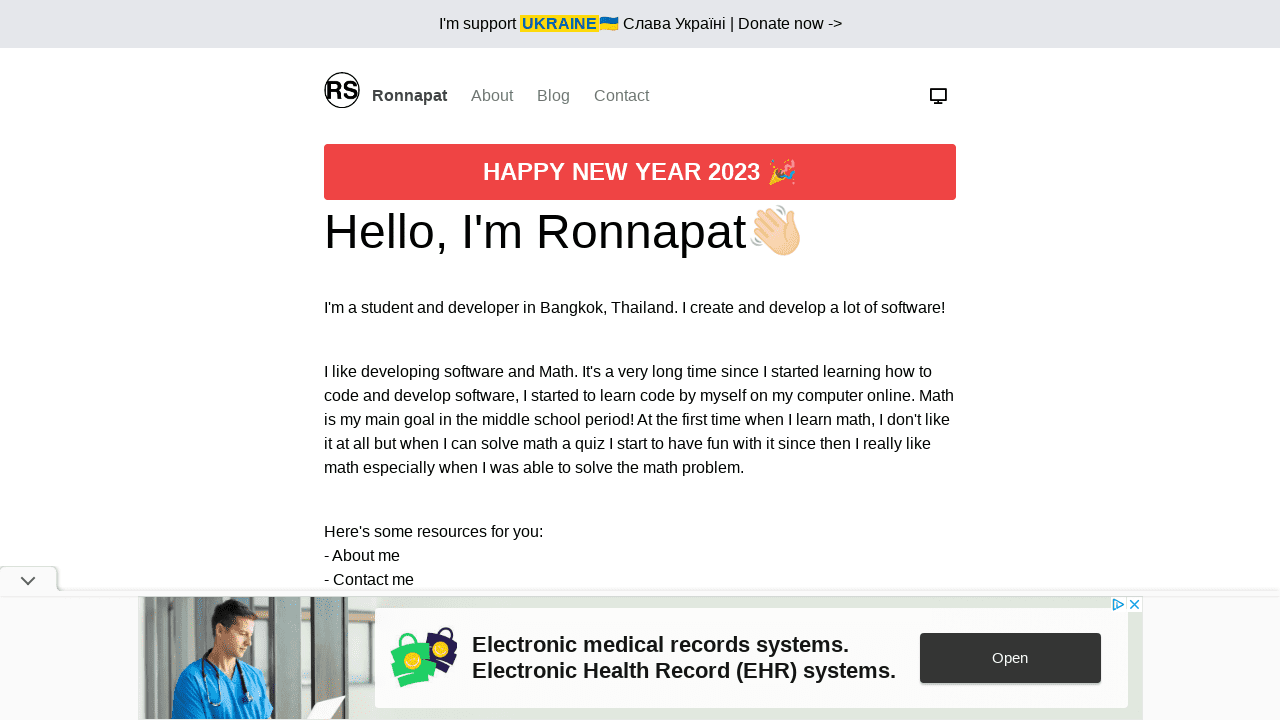 I'm support UKRAINE🇺🇦 Слава Україні | Donate now ->
RS Ronnapat About Blog Contact
HAPPY NEW YEAR 2023 🎉
Hello, I'm Ronnapat👋🏻
I'm a student and developer in Bangkok, Thailand. I create and develop a lot of software!
I like developing software and Math. It's a very long time since I started learning how to
code and develop software, I started to learn code by myself on my computer online. Math
is my main goal in the middle school period! At the first time when I learn math, I don't like
it at all but when I can solve math a quiz I start to have fun with it since then I really like
math especially when I was able to solve the math problem.
Here's some resources for you:
- About me
- Contact me
Electronic medical records systems.
Electronic Health Record (EHR) systems.
Open